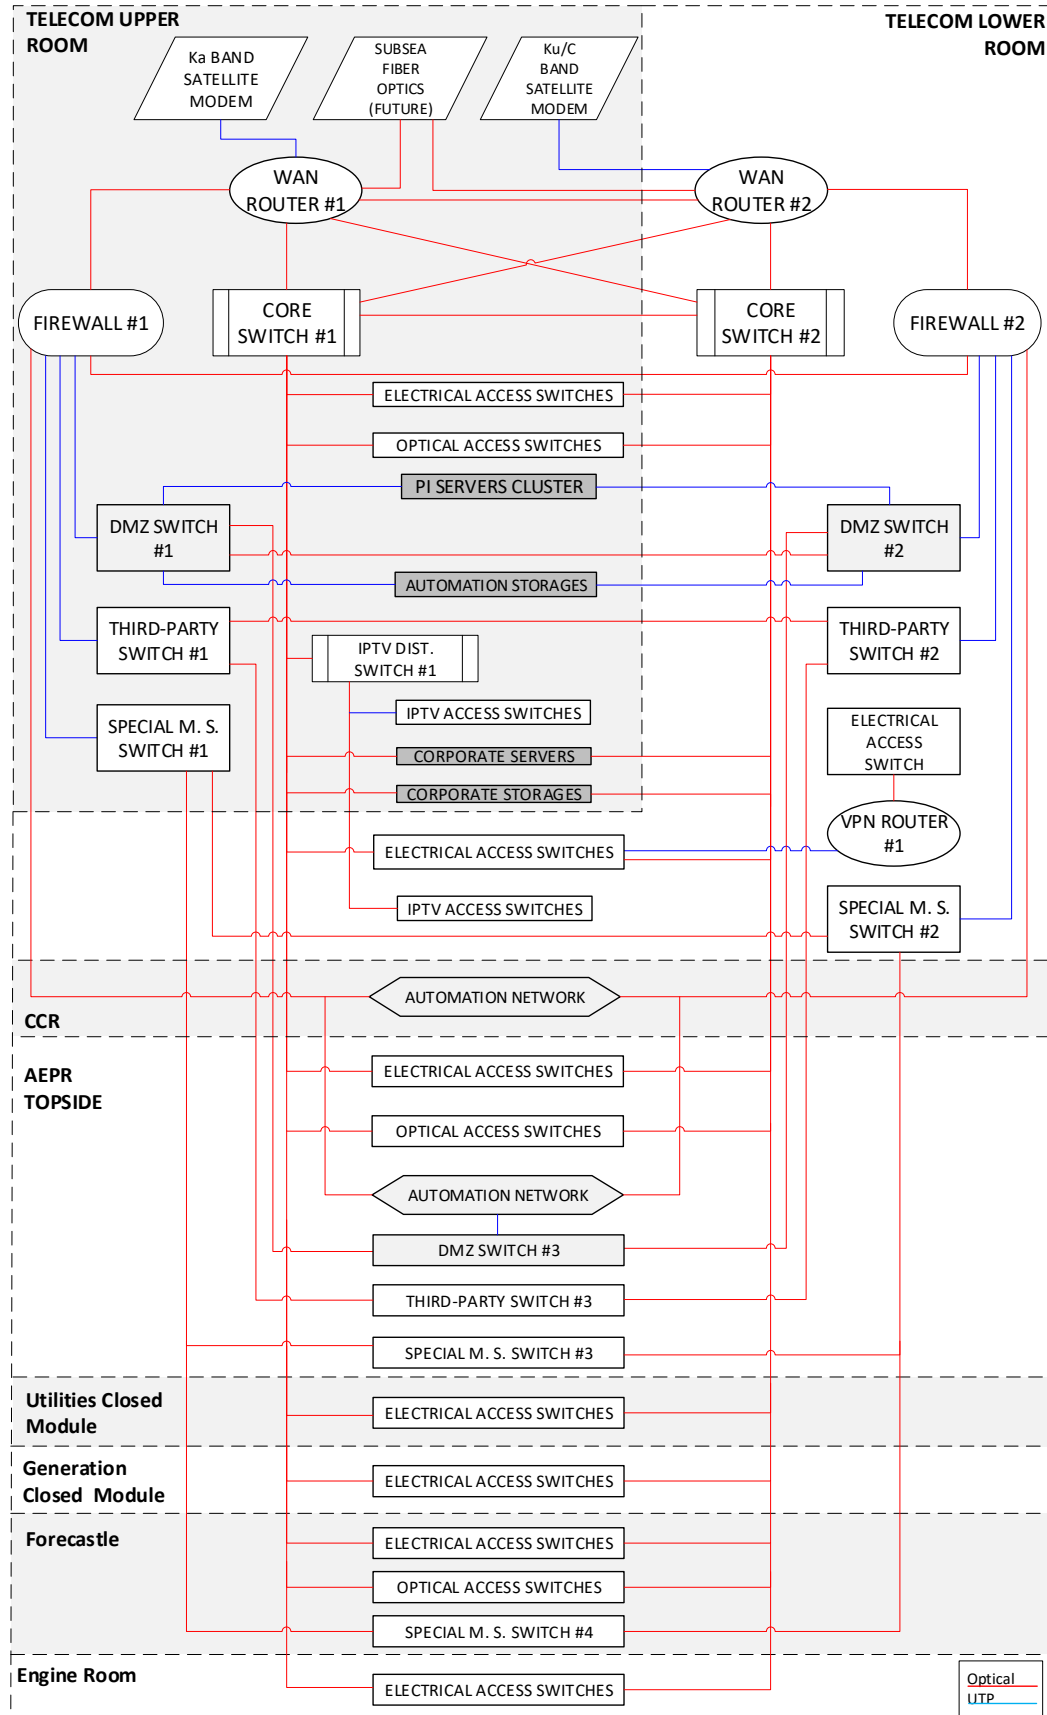 TELECOM UPPER
ROOM
TELECOM LOWER
ROOM
Ka BAND
SATELLITE
MODEM
SUBSEA
FIBER
OPTICS
(FUTURE)
Ku/C
BAND
SATELLITE
MODEM
WAN
ROUTER #1
WAN
ROUTER #2
FIREWALL #1
CORE
SWITCH #1
CORE
SWITCH #2
FIREWALL #2
ELECTRICAL ACCESS SWITCHES
OPTICAL ACCESS SWITCHES
PI SERVERS CLUSTER
DMZ SWITCH
#1
DMZ SWITCH
#2
AUTOMATION STORAGES
THIRD-PARTY
SWITCH #1
THIRD-PARTY
SWITCH #2
IPTV DIST.
SWITCH #1
IPTV ACCESS SWITCHES
SPECIAL M. S.
SWITCH #1
ELECTRICAL
ACCESS
SWITCH
CORPORATE SERVERS
CORPORATE STORAGES
VPN ROUTER
#1
ELECTRICAL ACCESS SWITCHES
IPTV ACCESS SWITCHES
SPECIAL M. S.
SWITCH #2
AUTOMATION NETWORK
CCR
AEPR
TOPSIDE
ELECTRICAL ACCESS SWITCHES
OPTICAL ACCESS SWITCHES
AUTOMATION NETWORK
DMZ SWITCH #3
THIRD-PARTY SWITCH #3
SPECIAL M. S. SWITCH #3
Utilities Closed
Module
ELECTRICAL ACCESS SWITCHES
Generation
Closed Module
ELECTRICAL ACCESS SWITCHES
Forecastle
ELECTRICAL ACCESS SWITCHES
OPTICAL ACCESS SWITCHES
SPECIAL M. S. SWITCH #4
Engine Room
ELECTRICAL ACCESS SWITCHES
Optical
UTP